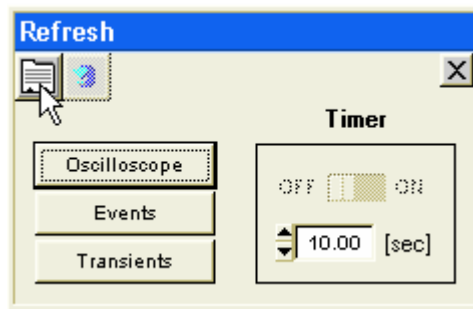 Refresh
Timer
Oscilloscope
Events
Transients
OFF ON
10.00 [sec]